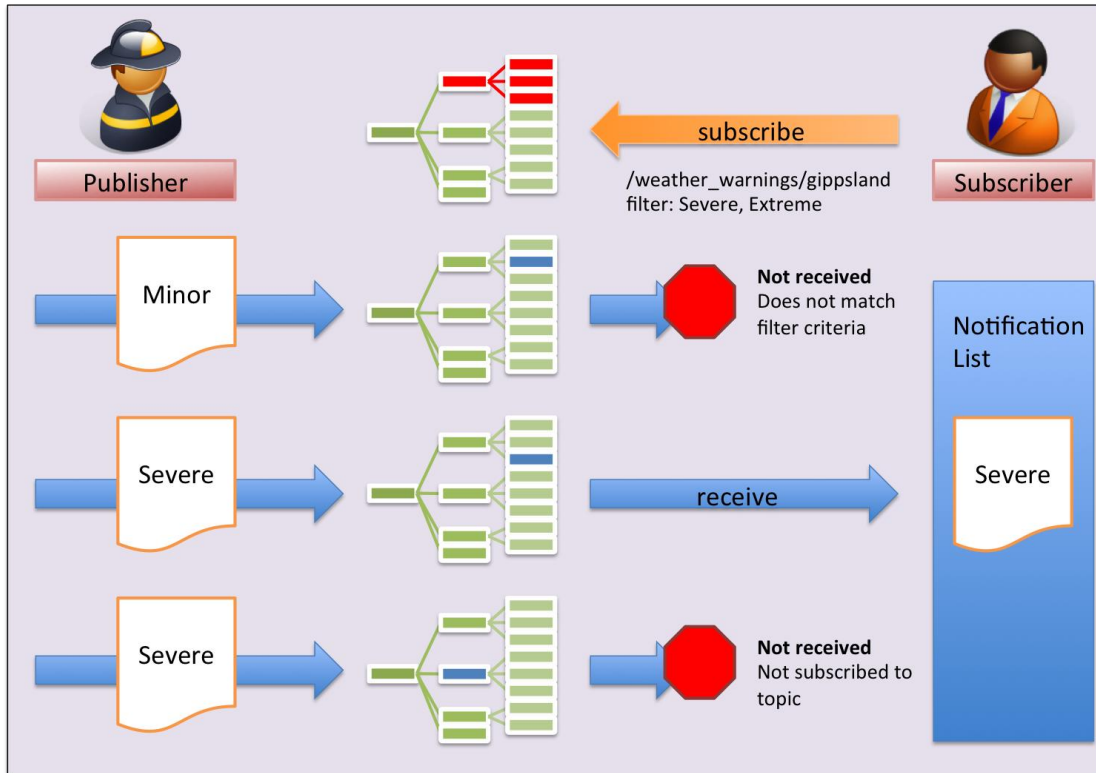 subscribe
Publisher
/weather_warnings/gippsland
filter: Severe, Extreme
Subscriber
Minor
Not received
Does not match
filter criteria
Notification
List
Severe
receive
Severe
Severe
Not received
Not subscribed to
topic